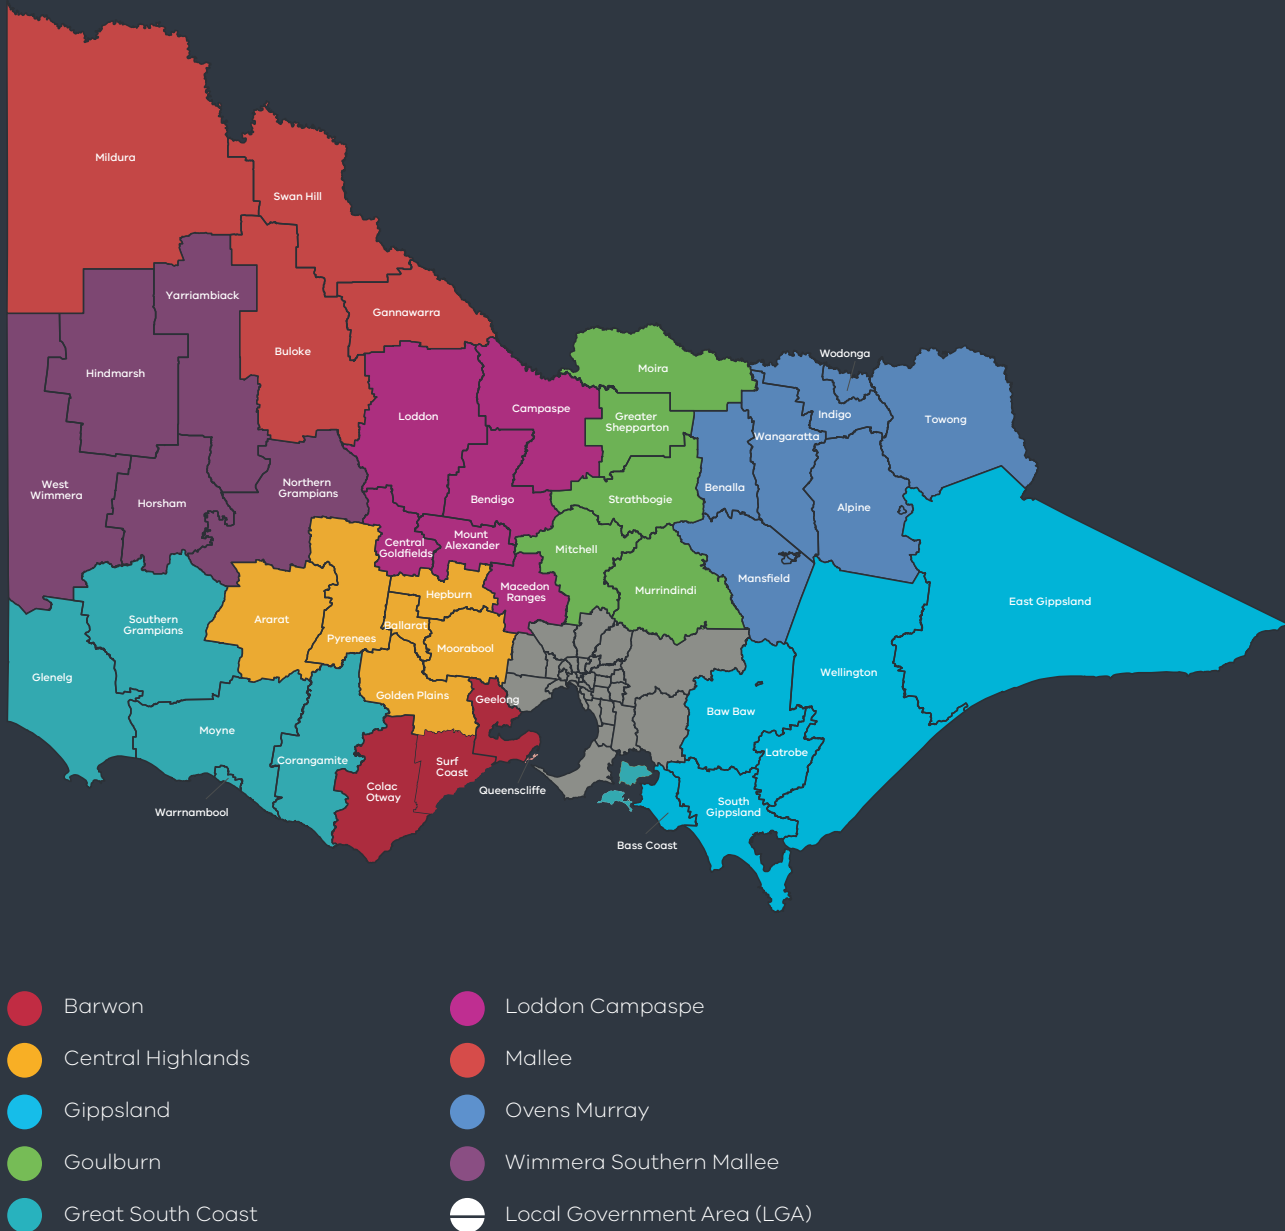 Mildura
Swan Hill
Yarriambiack
Gannawarra
Buloke
Hindmarsh
Wodonga
Moira
Campaspe
Loddon
Greater
Shepparton
Indigo
Towong
Wangaratta
West
Wimmera
Horsham
Northern
Grampians
Bendigo
Strathbogie
Benalla
Alpine
Central
Goldfields
Mount
Alexander
Mitchell
Mansfield
Macedon
Ranges
Murrindindi
Hepburn
East Gippsland
Southern
Grampians
Ararat
Pyrenees
Ballarat
Moorabool
Glenelg
Wellington
Golden Plains
Geelong
Baw Baw
Moyne
Latrobe
Corangamite
Surf
Coast
Colac
Otway
Queenscliffe
South
Gippsland
Warrnambool
Bass Coast
Barwon
Central Highlands
Gippsland
Goulburn
Great South Coast
Loddon Campaspe
Mallee
Ovens Murray
Wimmera Southern Mallee
Local Government Area (LGA)